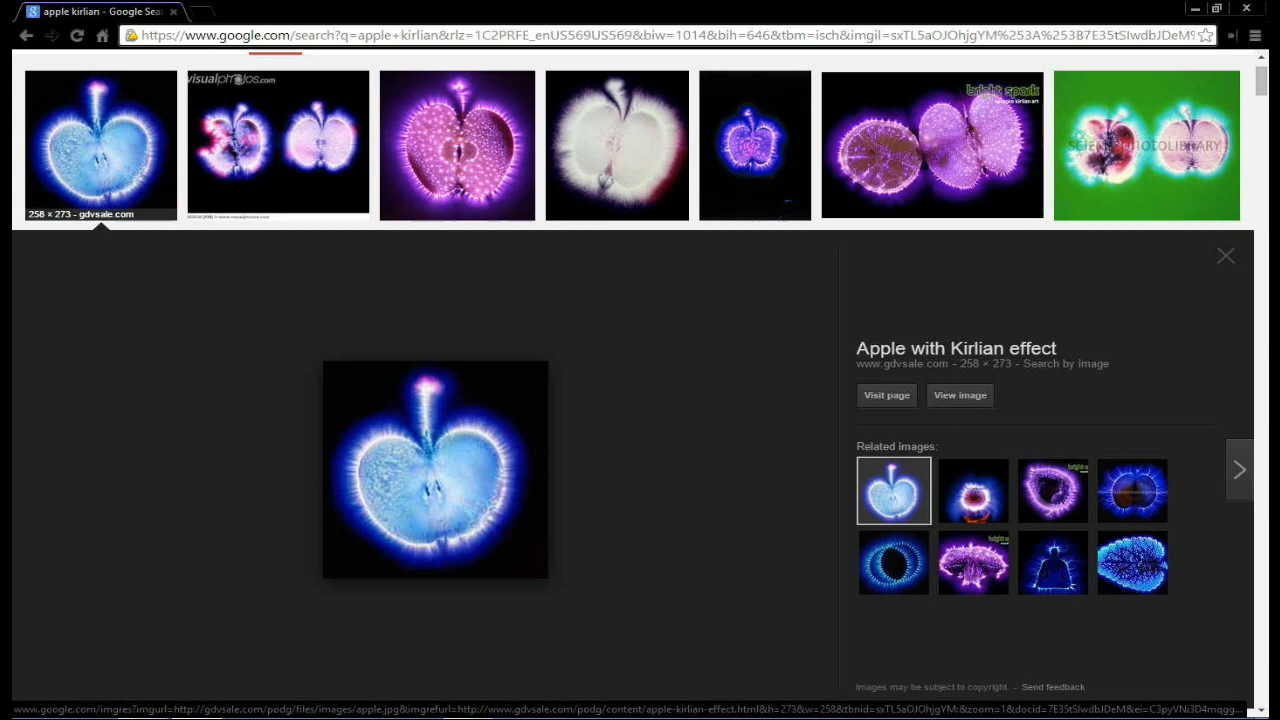 apple kirlian - Google Sea
https://www.google.com/search?q=apple+kirlian&rlz=1C2PRFE_enUS569US569&biw=1014&bih=646&tbm=isch&imgil=sxTL5aOJOhjgYM%253A%253B7E35tSIwdbJDeM%
visualphotos.com
bright spark
SCIENCEPHOTOLIBRARY
258 × 273 - gdvsale.com
Apple with Kirlian effect
www.gdvsale.com - 258 × 273 - Search by image
Visit page View image
Related images:
Images may be subject to copyright. - Send feedback
www.google.com/imgres?imgurl=http://gdvsale.com/podg/files/images/apple.jpg&imgrefurl=http://www.gdvsale.com/podg/content/apple-kirlian-effect.html&h=273&w=258&tbnid=sxTL5aOJOhjgYM:&zoom=1&docid=7E35tSIwdbJDeM&ei=C3pyVNi3D4mqgg...